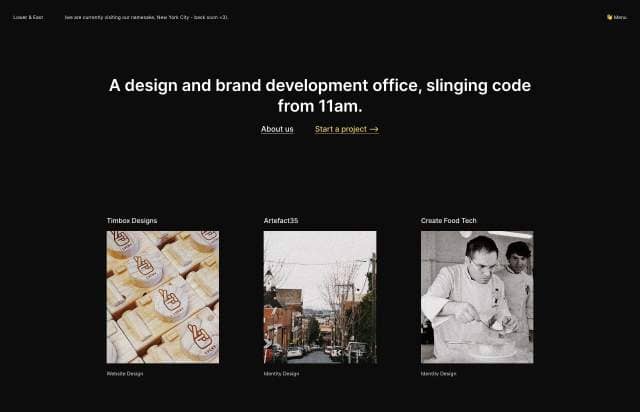 Lower & East
(we are currently visiting our namesake, New York City - back soon <3).
👋 Menu
A design and brand development office, slinging code
from 11am.
About us
Start a project →
Timbox Designs
Artefact35
Create Food Tech
Website Design
Identity Design
Identity Design